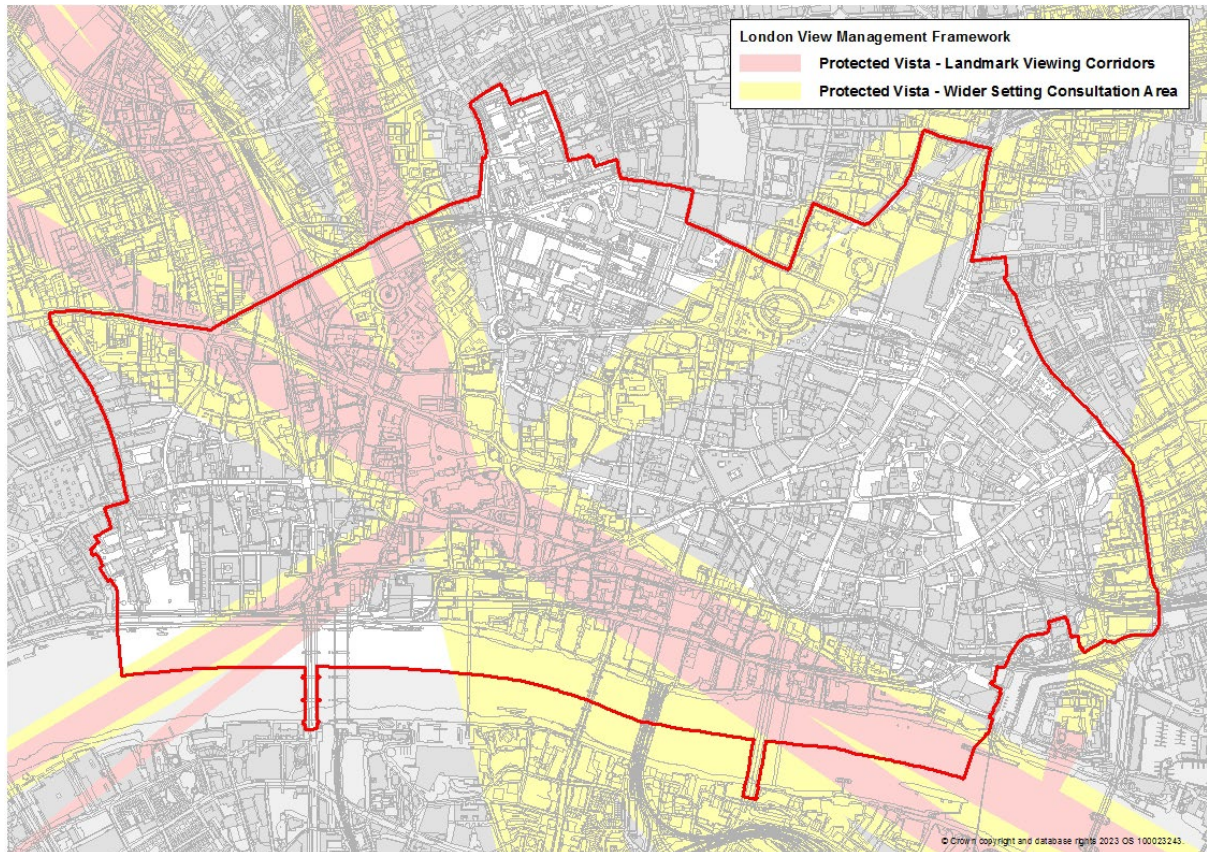 London View Management Framework
Protected Vista - Landmark Viewing Corridors
Protected Vista - Wider Setting Consultation Area
© Crown copyright and database rights 2023 OS 100023243.